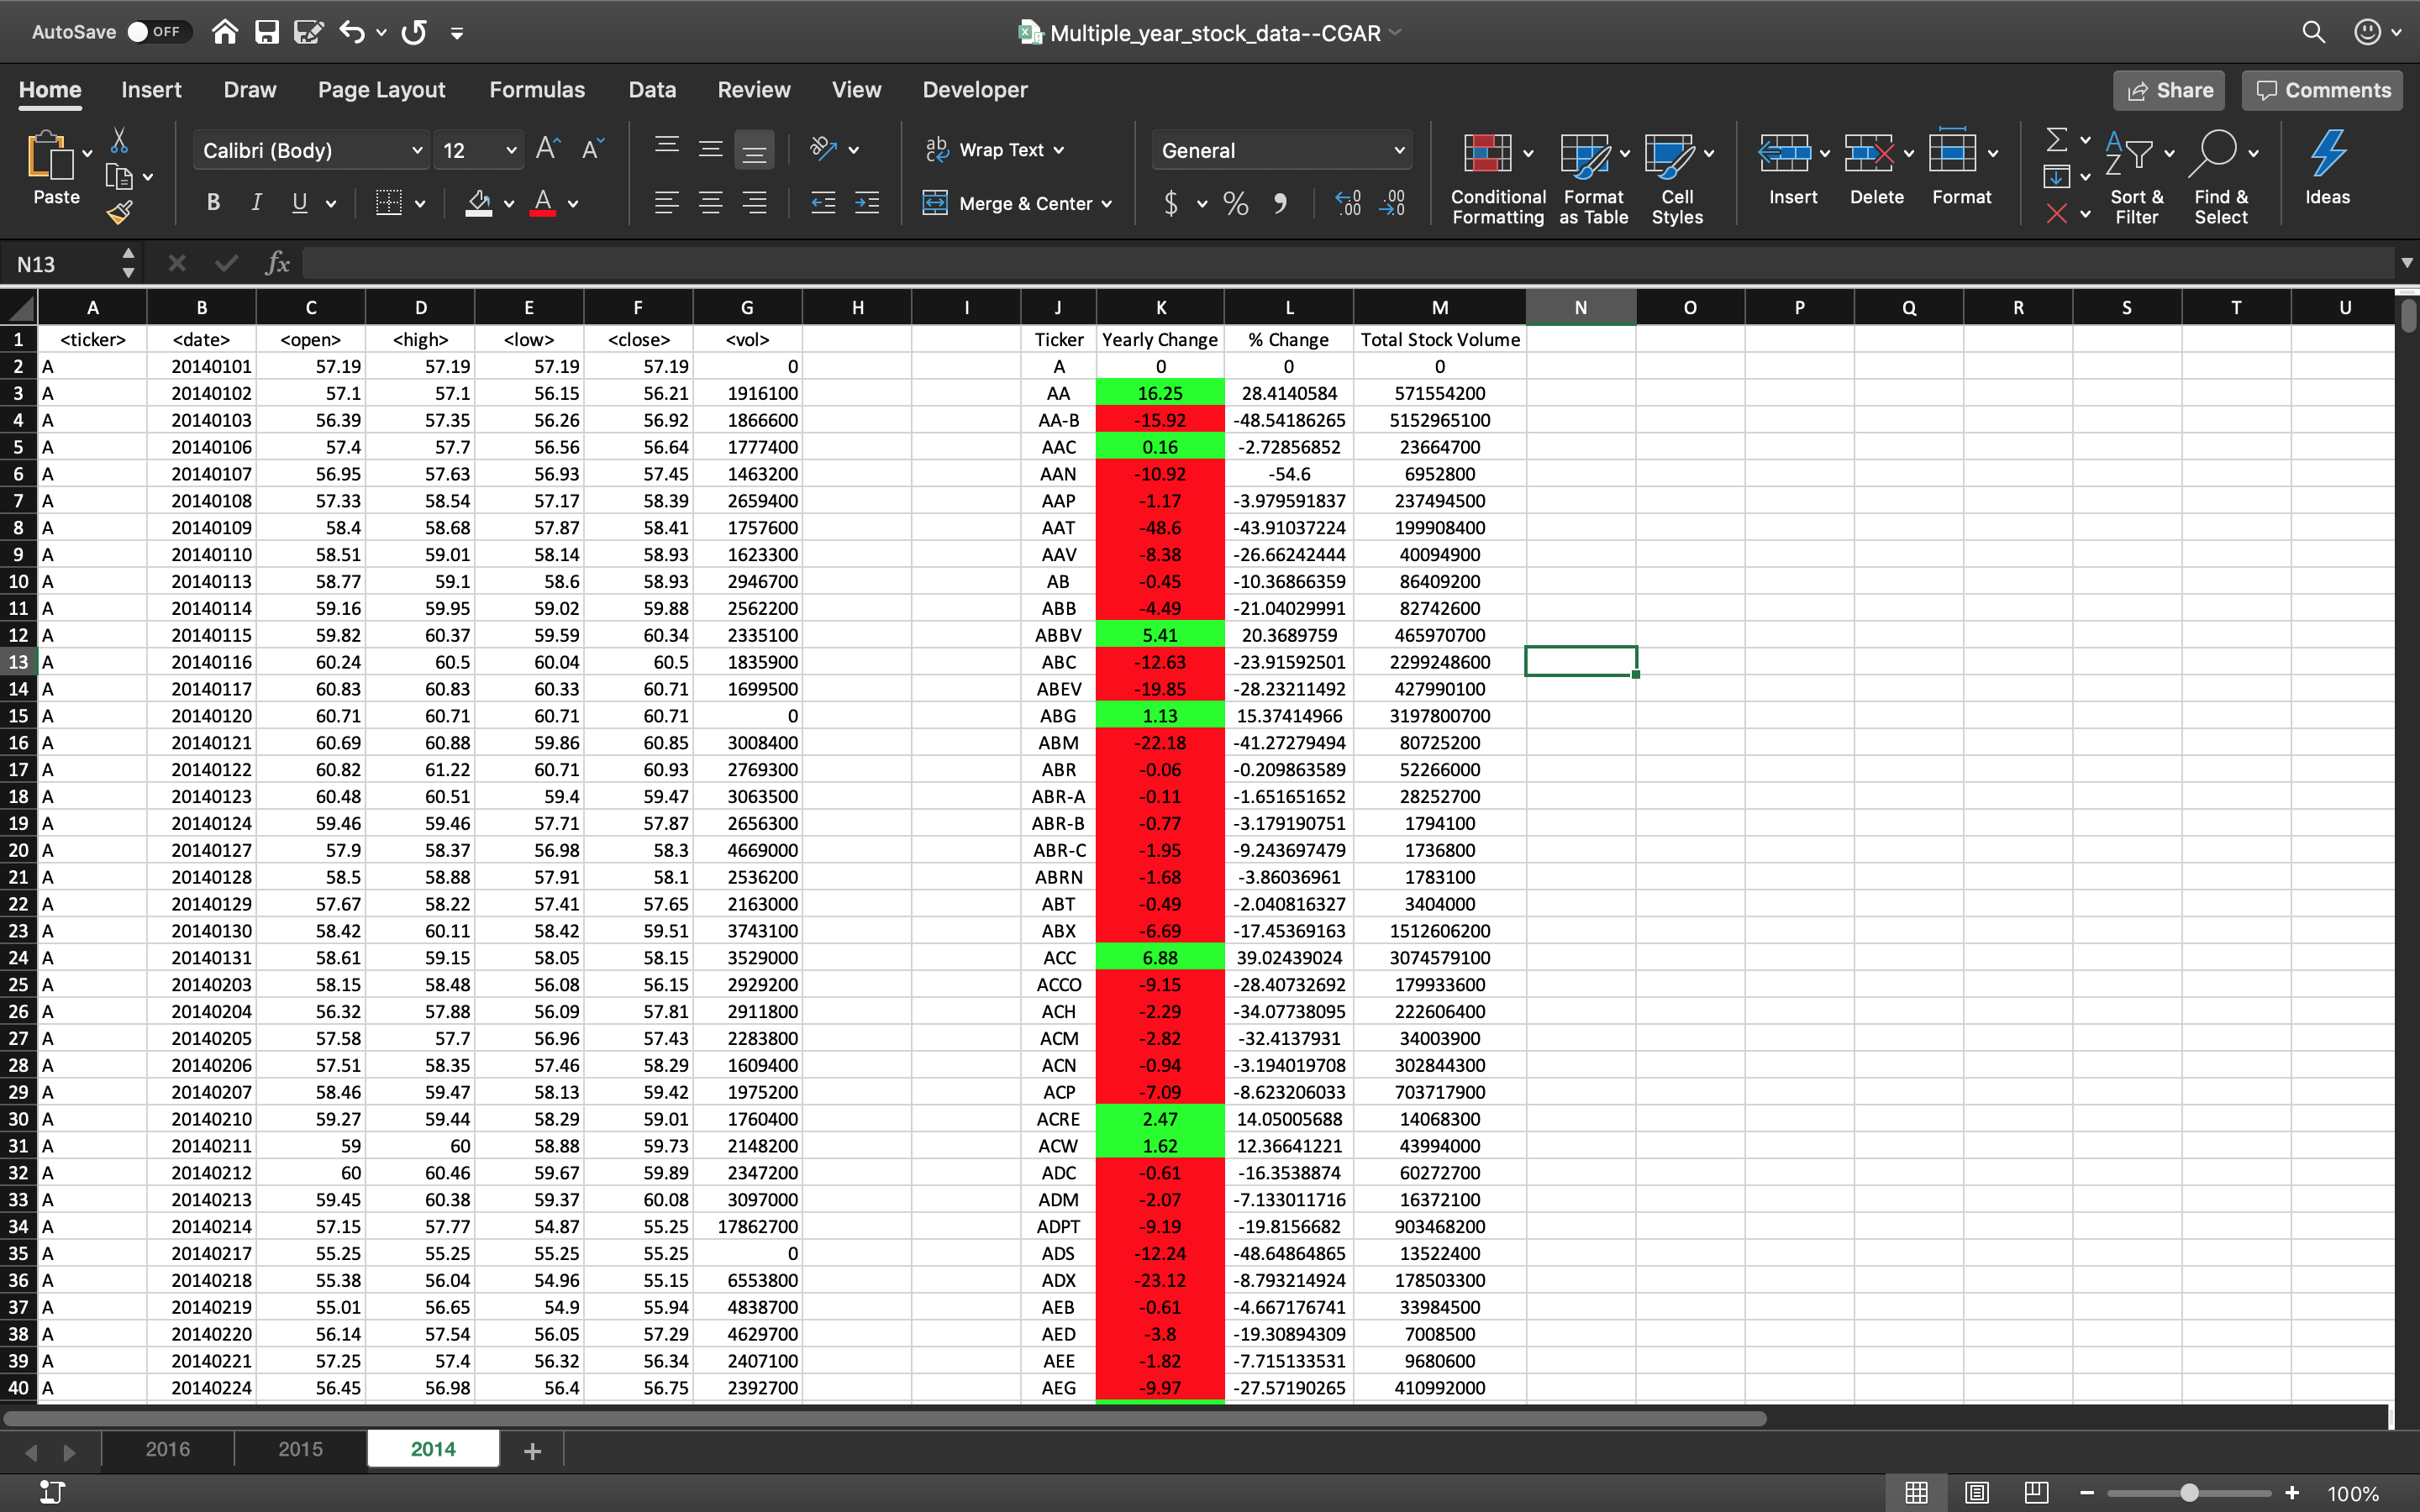 AutoSave OFF Multiple_year_stock_data--CGAR
Home Insert Draw Page Layout Formulas Data Review View Developer Share Comments
Paste Calibri (Body) 12 A A ab Wrap Text General Conditional Formatting Format as Table Cell Styles Insert Delete Format Sort & Filter Find & Select Ideas
B I U A Merge & Center $ % 9 .00 .00
N13 fx
A B C D E F G H I J K L M N O P Q R S T U
1 <ticker> <date> <open> <high> <low> <close> <vol> Ticker Yearly Change % Change Total Stock Volume
2 A 20140101 57.19 57.19 57.19 57.19 0 A 0 0 0
3 A 20140102 57.1 57.1 56.15 56.21 1916100 AA 16.25 28.4140584 571554200
4 A 20140103 56.39 57.35 56.26 56.92 1866600 AA-B -15.92 -48.54186265 5152965100
5 A 20140106 57.4 57.7 56.56 56.64 1777400 AAC 0.16 -2.72856852 23664700
6 A 20140107 56.95 57.63 56.93 57.45 1463200 AAN -10.92 -54.6 6952800
7 A 20140108 57.33 58.54 57.17 58.39 2659400 AAP -1.17 -3.979591837 237494500
8 A 20140109 58.4 58.68 57.87 58.41 1757600 AAT -48.6 -43.91037224 199908400
9 A 20140110 58.51 59.01 58.14 58.93 1623300 AAV -8.38 -26.66242444 40094900
10 A 20140113 58.77 59.1 58.6 58.93 2946700 AB -0.45 -10.36866359 86409200
11 A 20140114 59.16 59.95 59.02 59.88 2562200 ABB -4.49 -21.04029991 82742600
12 A 20140115 59.82 60.37 59.59 60.34 2335100 ABBV 5.41 20.3689759 465970700
13 A 20140116 60.24 60.5 60.04 60.5 1835900 ABC -12.63 -23.91592501 2299248600
14 A 20140117 60.83 60.83 60.33 60.71 1699500 ABEV -19.85 -28.23211492 427990100
15 A 20140120 60.71 60.71 60.71 60.71 0 ABG 1.13 15.37414966 3197800700
16 A 20140121 60.69 60.88 59.86 60.85 3008400 ABM -22.18 -41.27279494 80725200
17 A 20140122 60.82 61.22 60.71 60.93 2769300 ABR -0.06 -0.209863589 52266000
18 A 20140123 60.48 60.51 59.4 59.47 3063500 ABR-A -0.11 -1.651651652 28252700
19 A 20140124 59.46 59.46 57.71 57.87 2656300 ABR-B -0.77 -3.179190751 1794100
20 A 20140127 57.9 58.37 56.98 58.3 4669000 ABR-C -1.95 -9.243697479 1736800
21 A 20140128 58.5 58.88 57.91 58.1 2536200 ABRN -1.68 -3.86036961 1783100
22 A 20140129 57.67 58.22 57.41 57.65 2163000 ABT -0.49 -2.040816327 3404000
23 A 20140130 58.42 60.11 58.42 59.51 3743100 ABX -6.69 -17.45369163 1512606200
24 A 20140131 58.61 59.15 58.05 58.15 3529000 ACC 6.88 39.02439024 3074579100
25 A 20140203 58.15 58.48 56.08 56.15 2929200 ACCO -9.15 -28.40732692 179933600
26 A 20140204 56.32 57.88 56.09 57.81 2911800 ACH -2.29 -34.07738095 222606400
27 A 20140205 57.58 57.7 56.96 57.43 2283800 ACM -2.82 -32.4137931 34003900
28 A 20140206 57.51 58.35 57.46 58.29 1609400 ACN -0.94 -3.194019708 302844300
29 A 20140207 58.46 59.47 58.13 59.42 1975200 ACP -7.09 -8.623206033 703717900
30 A 20140210 59.27 59.44 58.29 59.01 1760400 ACRE 2.47 14.05005688 14068300
31 A 20140211 59 60 58.88 59.73 2148200 ACW 1.62 12.36641221 43994000
32 A 20140212 60 60.46 59.67 59.89 2347200 ADC -0.61 -16.3538874 60272700
33 A 20140213 59.45 60.38 59.37 60.08 3097000 ADM -2.07 -7.133011716 16372100
34 A 20140214 57.15 57.77 54.87 55.25 17862700 ADPT -9.19 -19.8156682 903468200
35 A 20140217 55.25 55.25 55.25 55.25 0 ADS -12.24 -48.64864865 13522400
36 A 20140218 55.38 56.04 54.96 55.15 6553800 ADX -23.12 -8.793214924 178503300
37 A 20140219 55.01 56.65 54.9 55.94 4838700 AEB -0.61 -4.667176741 33984500
38 A 20140220 56.14 57.54 56.05 57.29 4629700 AED -3.8 -19.30894309 7008500
39 A 20140221 57.25 57.4 56.32 56.34 2407100 AEE -1.82 -7.715133531 9680600
40 A 20140224 56.45 56.98 56.4 56.75 2392700 AEG -9.97 -27.57190265 410992000
2016 2015 2014 +
100%